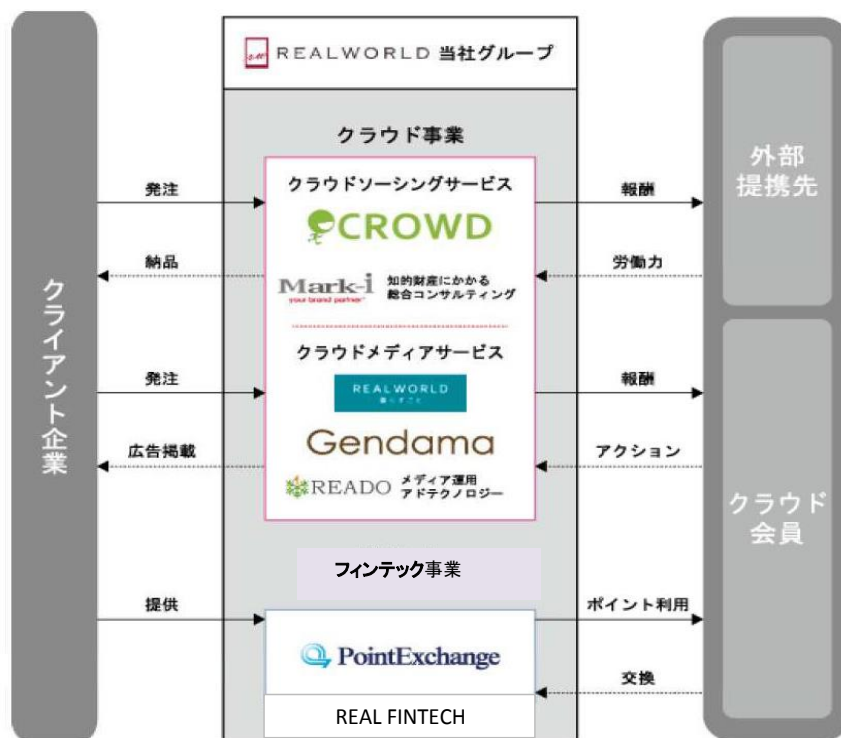 REALWORLD 当社グループ
クラウド事業
クラウドソーシングサービス
CROWD
Mark-i
your brand partner
知的財産にかかる
総合コンサルティング
クラウドメディアサービス
REALWORLD
暮らすこと
Gendama
READO
メディア運用
アドテクノロジー
フィンテック事業
PointExchange
REAL FINTECH
クライアント企業
発注
納品
発注
広告掲載
提供
報酬
労働力
報酬
アクション
ポイント利用
交換
外部
提携先
クラウド
会員